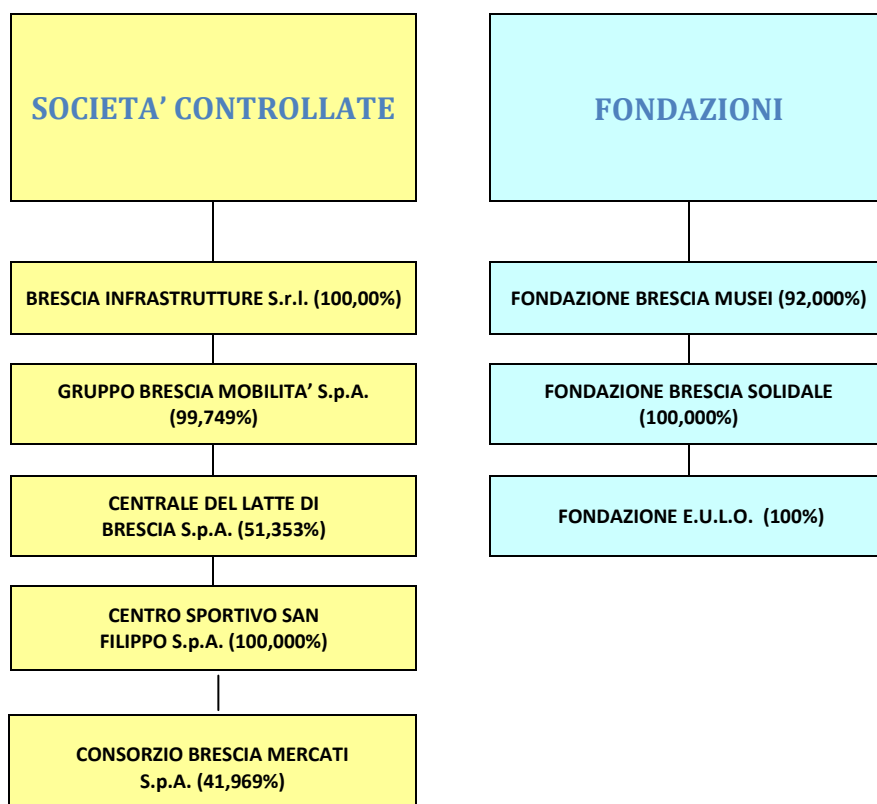 SOCIETA’ CONTROLLATE
BRESCIA INFRASTRUTTURE S.r.l. (100,00%)
GRUPPO BRESCIA MOBILITA’ S.p.A.
(99,749%)
CENTRALE DEL LATTE DI
BRESCIA S.p.A. (51,353%)
CENTRO SPORTIVO SAN
FILIPPO S.p.A. (100,000%)
CONSORZIO BRESCIA MERCATI
S.p.A. (41,969%)
FONDAZIONI
FONDAZIONE BRESCIA MUSEI (92,000%)
FONDAZIONE BRESCIA SOLIDALE
(100,000%)
FONDAZIONE E.U.L.O. (100%)